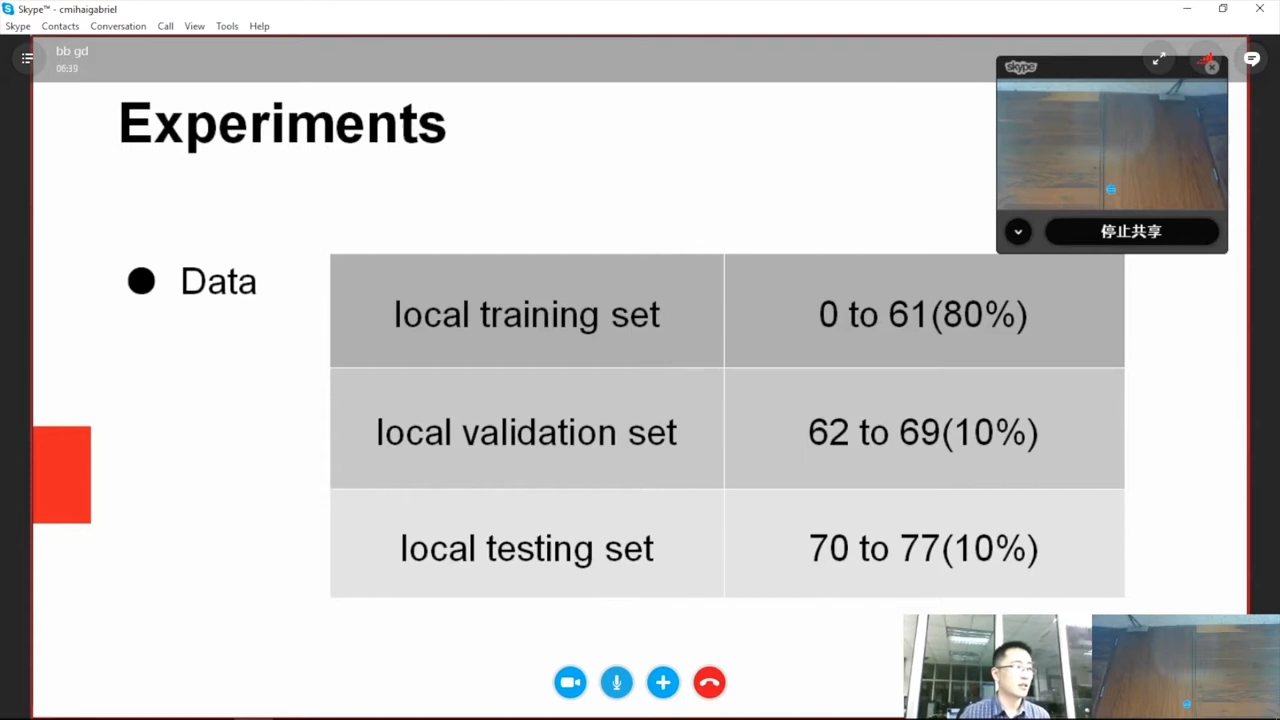 Skype™ - cmihaigabriel
Skype Contacts Conversation Call View Tools Help
bb gd
06:39
skype
停止共享
Experiments
Data
local training set 0 to 61(80%)
local validation set 62 to 69(10%)
local testing set 70 to 77(10%)